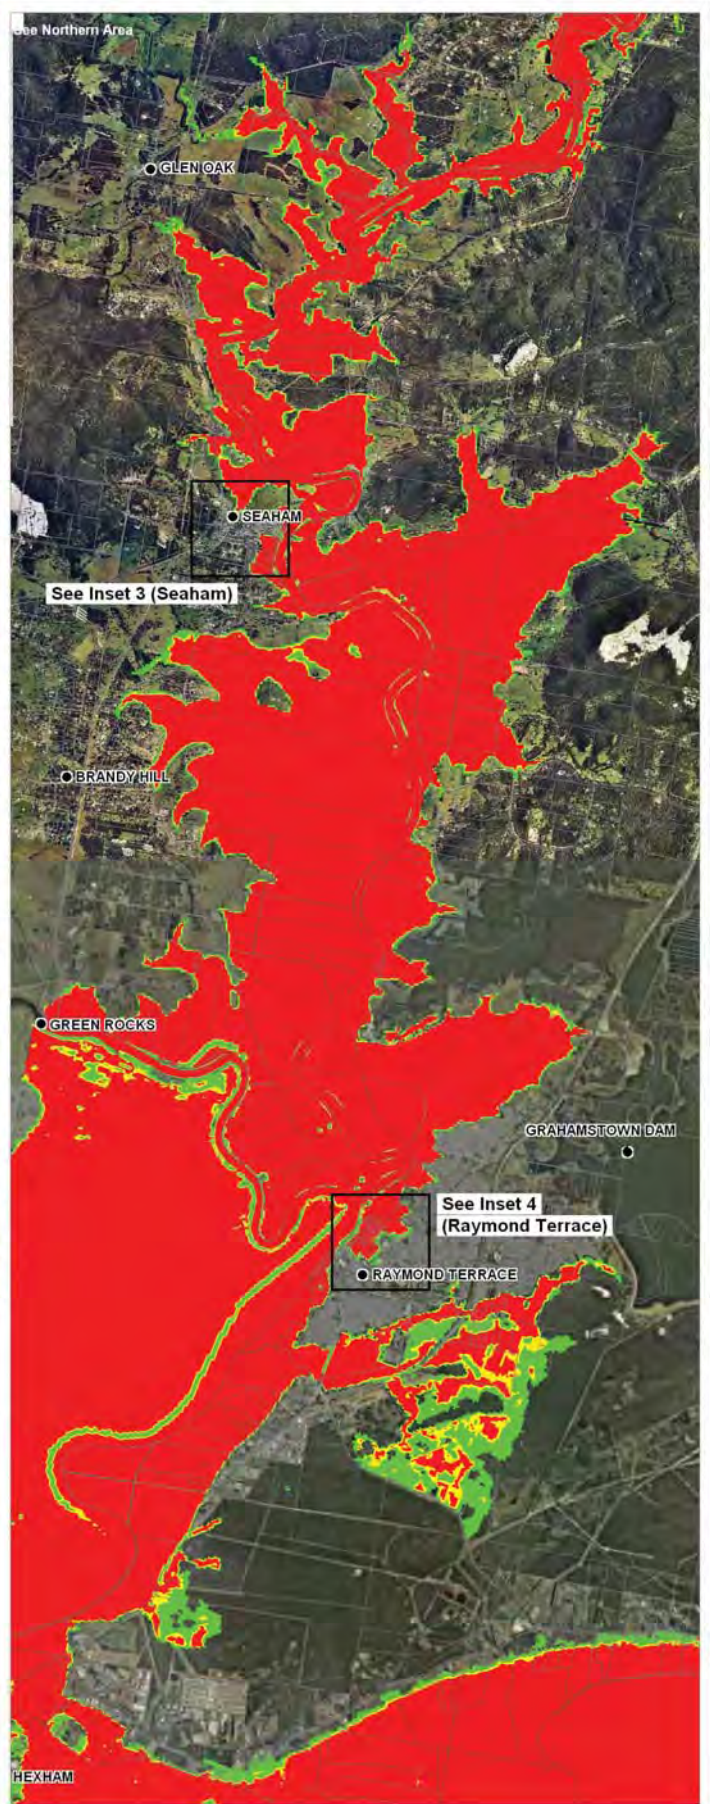 See Northern Area
GLEN OAK
SEAHAM
See Inset 3 (Seaham)
BRANDY HILL
GREEN ROCKS
GRAHAMSTOWN DAM
See Inset 4
(Raymond Terrace)
RAYMOND TERRACE
HEXHAM